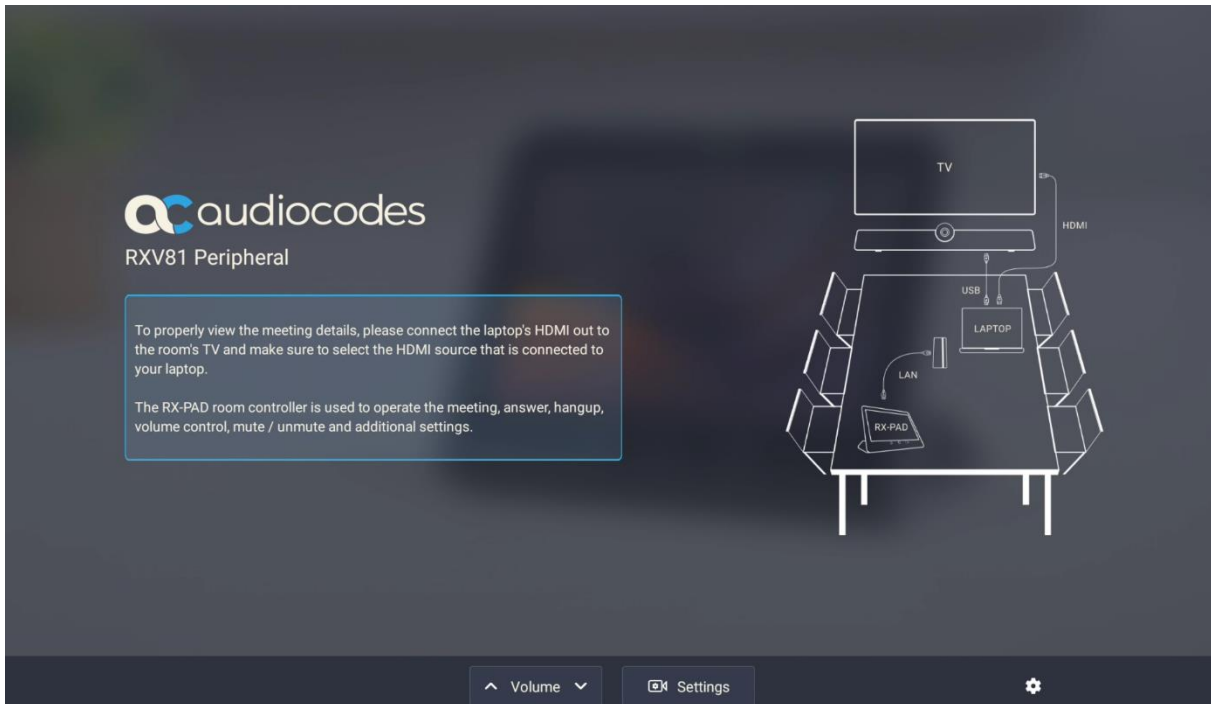 audiocodes
RXV81 Peripheral
To properly view the meeting details, please connect the laptop's HDMI out to
the room's TV and make sure to select the HDMI source that is connected to
your laptop.
The RX-PAD room controller is used to operate the meeting, answer, hangup,
volume control, mute / unmute and additional settings.
TV
HDMI
USB
LAPTOP
LAN
RX-PAD
Volume
Settings